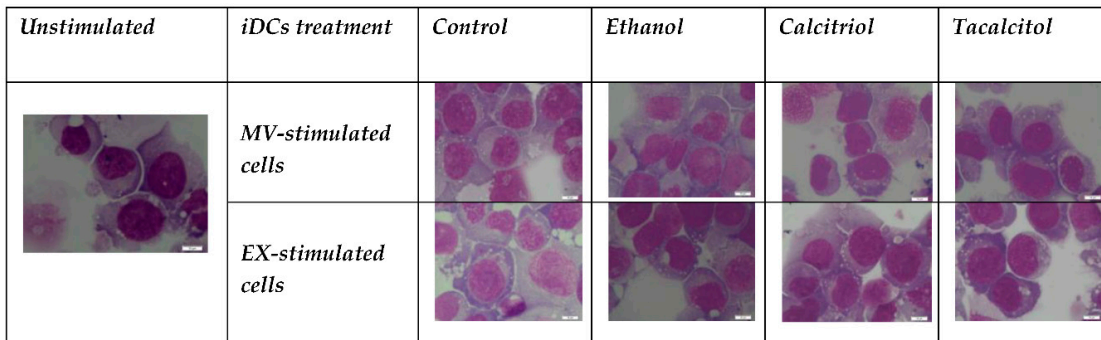 Unstimulated
iDCs treatment
Control
Ethanol
Calcitriol
Tacalcitol
MV-stimulated
cells
EX-stimulated
cells